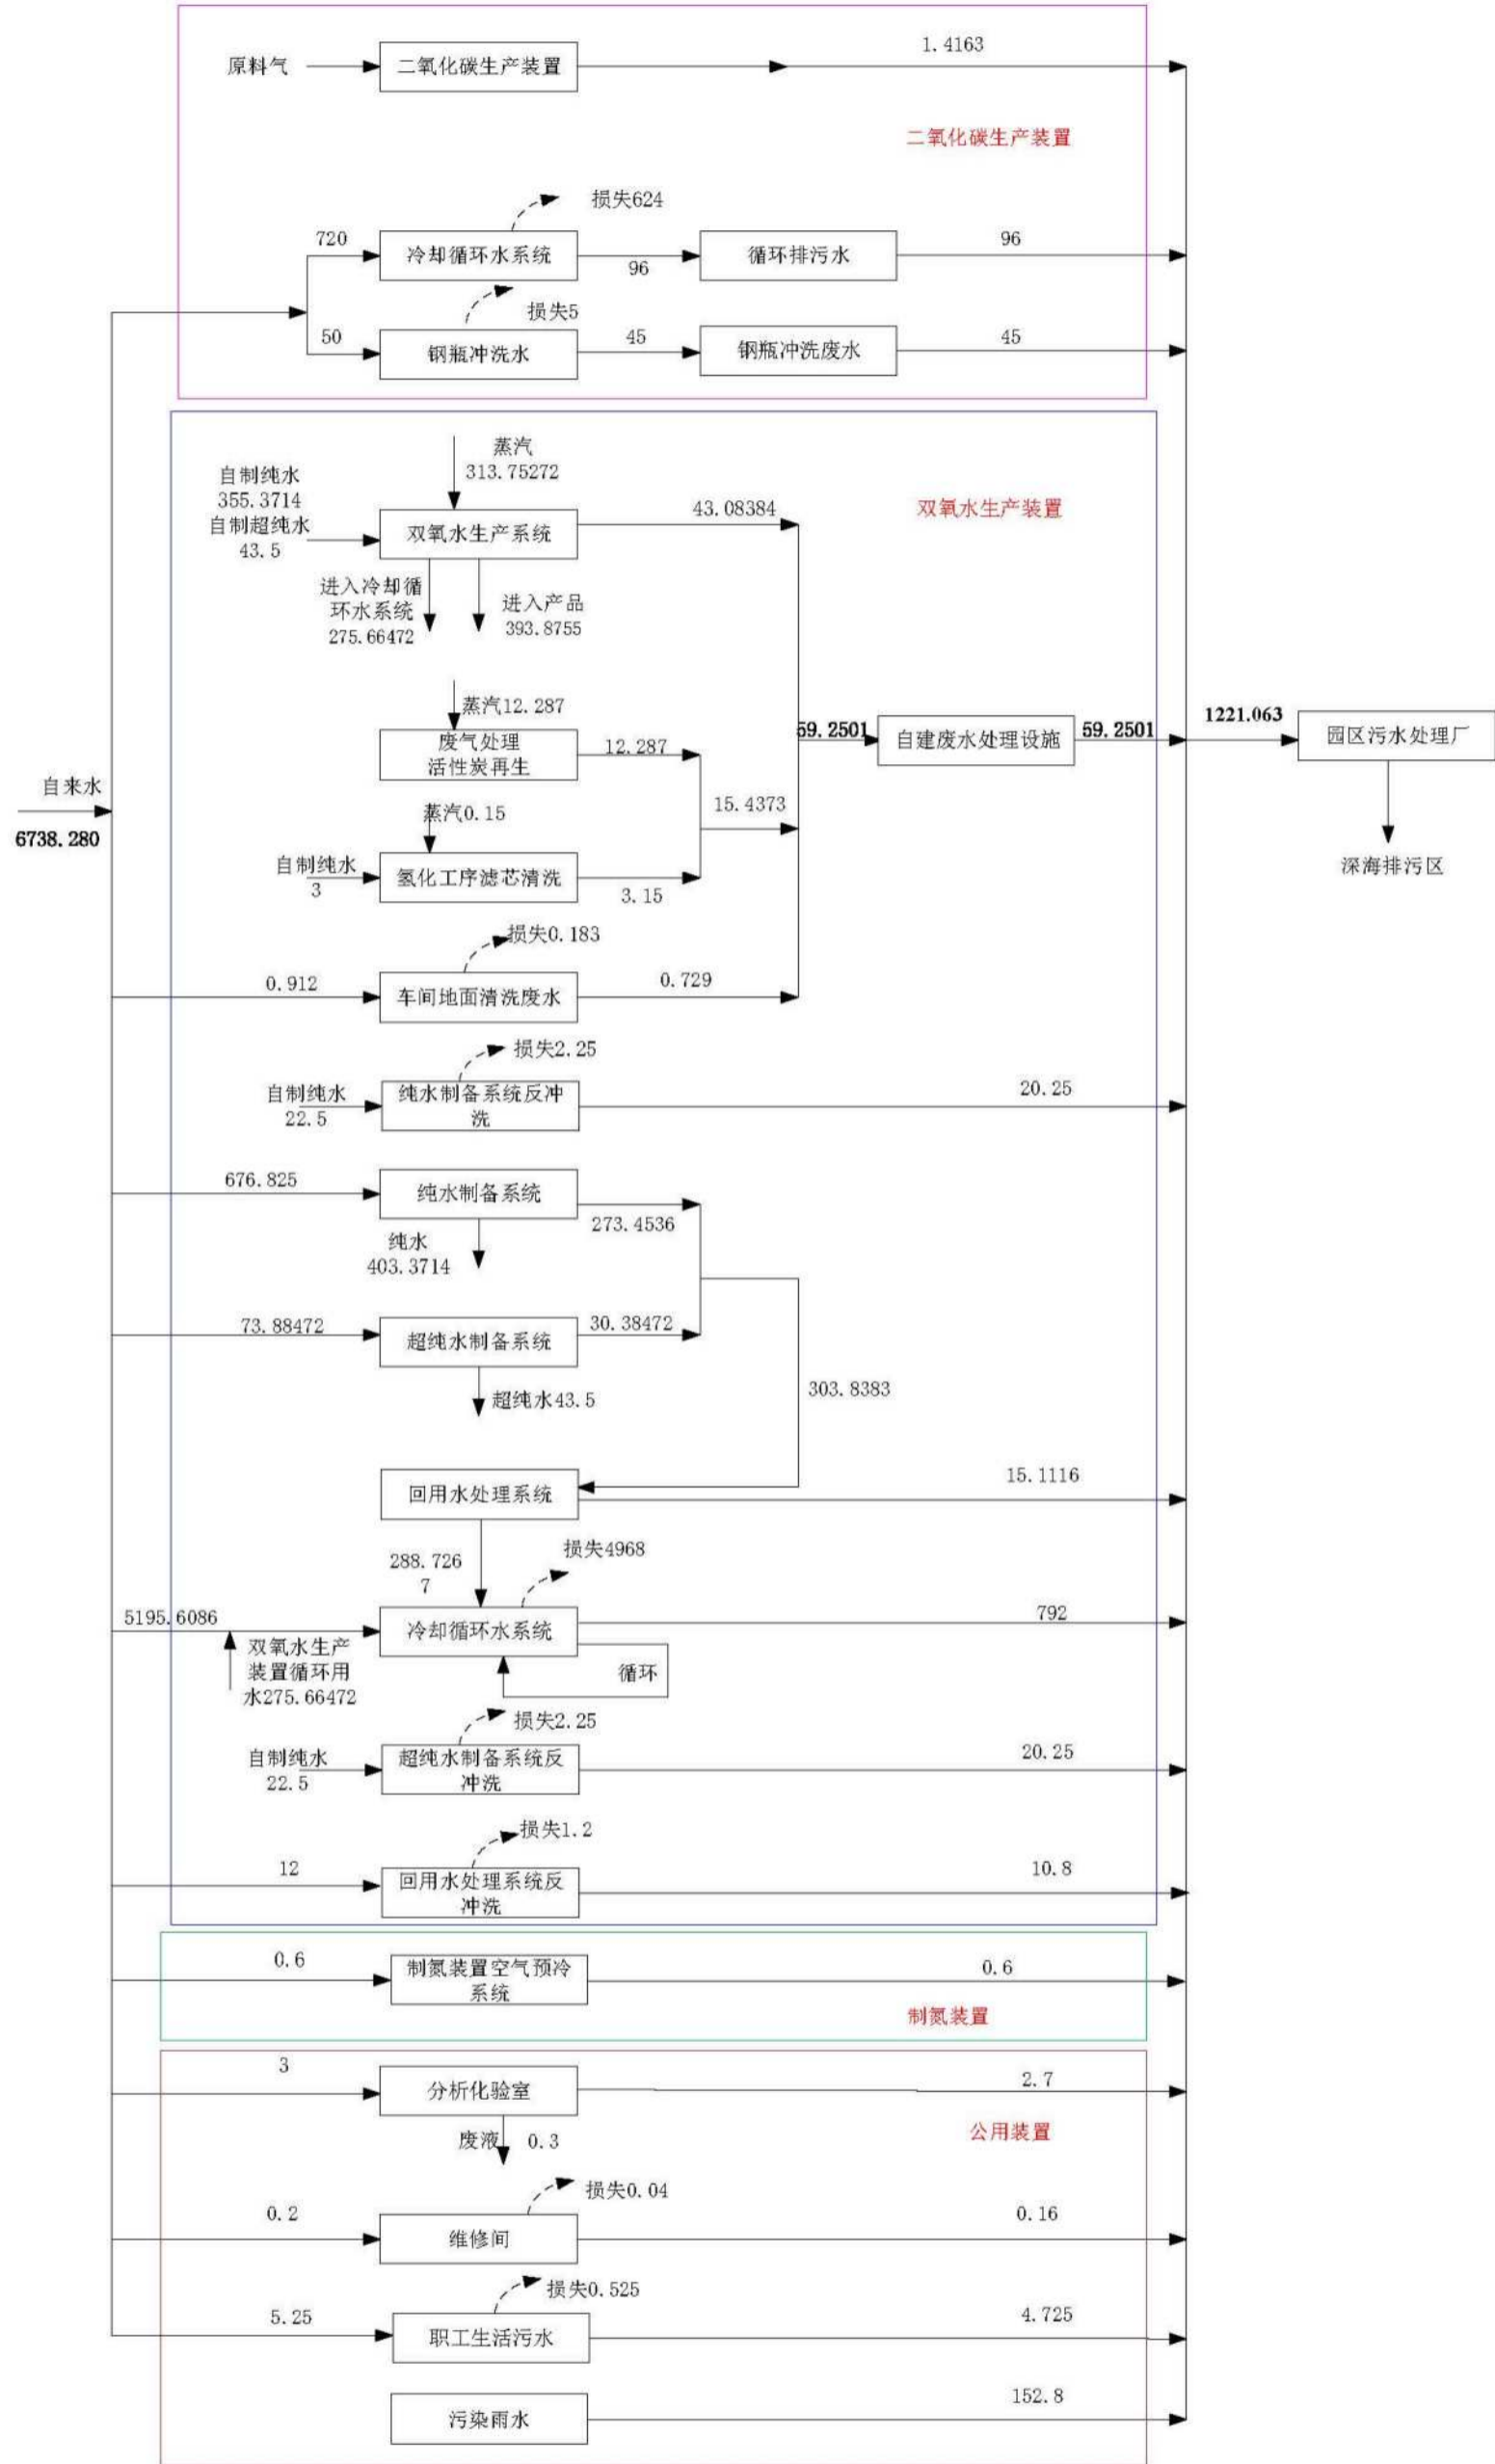 1.4163
原料气
二氧化碳生产装置
二氧化碳生产装置
损失624
720
冷却循环水系统
96
循环排污水
96
损失5
50
钢瓶冲洗水
45
钢瓶冲洗废水
45
蒸汽
313.75272
自制纯水
355.3714
自制超纯水
43.5
双氧水生产系统
43.08384
双氧水生产装置
进入冷却循
环水系统
275.66472
进入产品
393.8755
蒸汽12.287
废气处理
活性炭再生
12.287
59.2501
自建废水处理设施
59.2501
1221.063
园区污水处理厂
自来水
6738.280
蒸汽0.15
15.4373
自制纯水
3
氢化工序滤芯清洗
3.15
深海排污区
损失0.183
0.912
车间地面清洗废水
0.729
损失2.25
自制纯水
22.5
纯水制备系统反冲
洗
20.25
676.825
纯水制备系统
273.4536
纯水
403.3714
73.88472
超纯水制备系统
30.38472
超纯水43.5
303.8383
回用水处理系统
15.1116
288.726
7
损失4968
5195.6086
冷却循环水系统
792
双氧水生产
装置循环用
水275.66472
循环
损失2.25
自制纯水
22.5
超纯水制备系统反
冲洗
20.25
损失1.2
12
回用水处理系统反
冲洗
10.8
0.6
制氮装置空气预冷
系统
0.6
制氮装置
3
分析化验室
2.7
废液
0.3
公用装置
损失0.04
0.2
维修间
0.16
损失0.525
5.25
职工生活污水
4.725
污染雨水
152.8